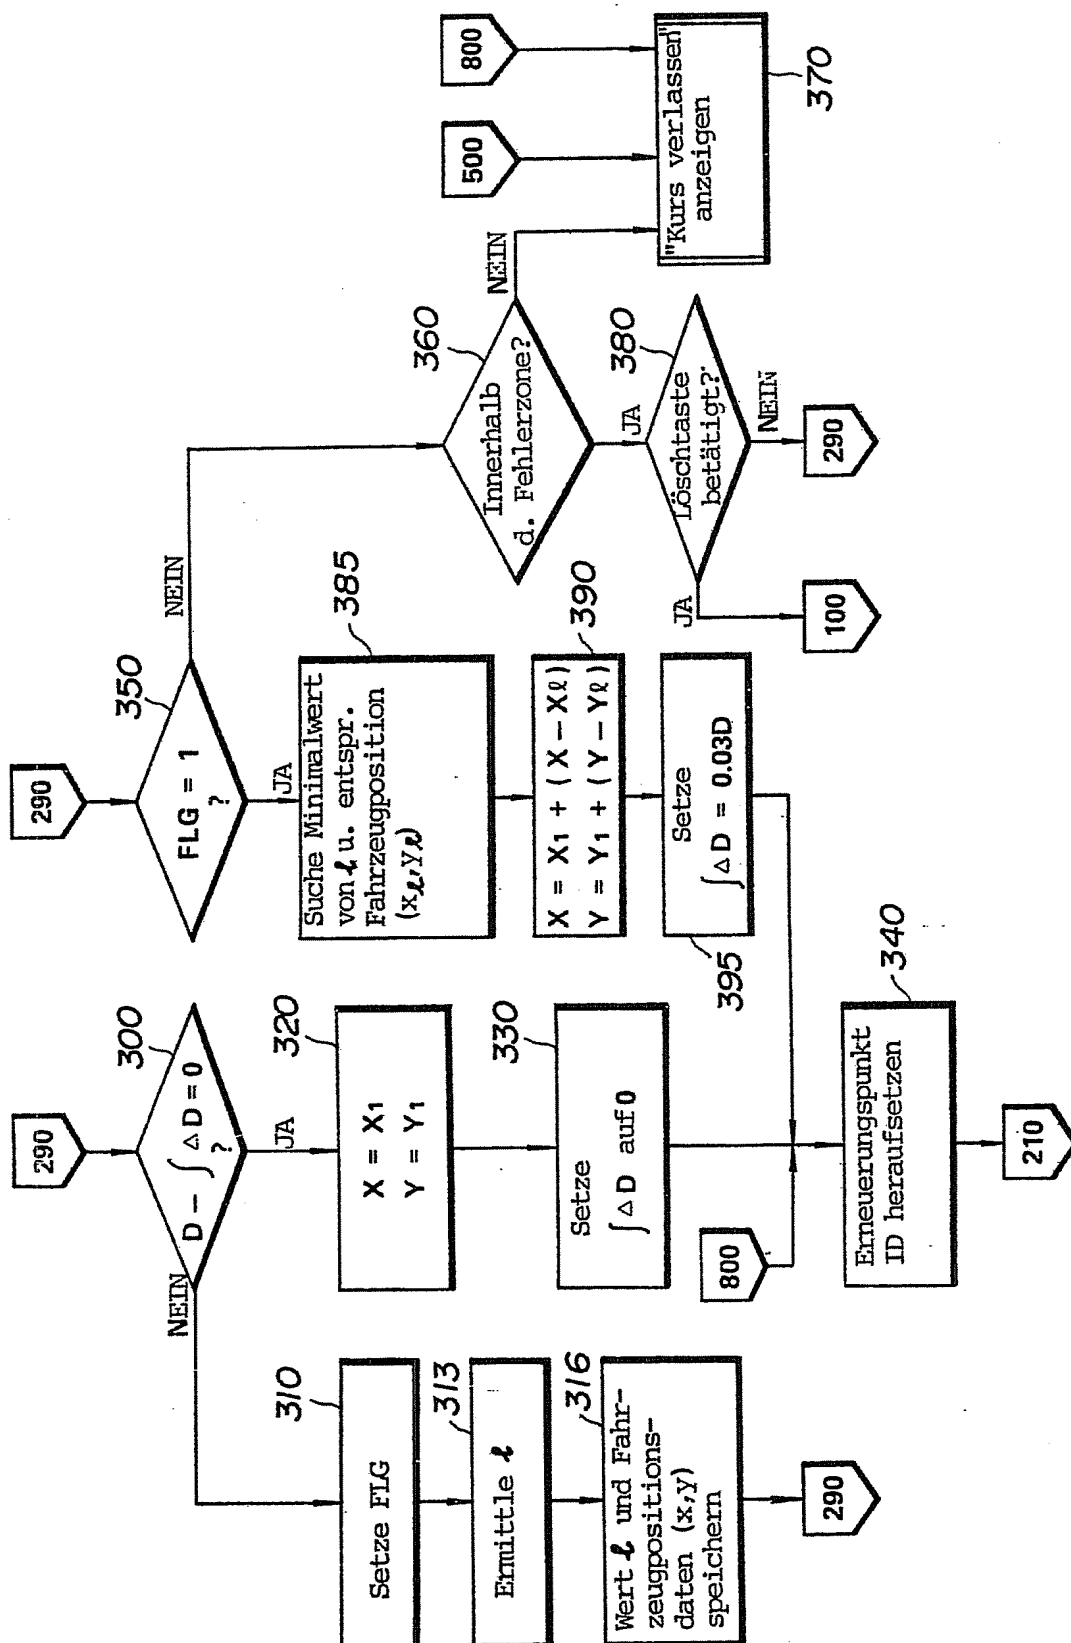 290
300
D − ∫ΔD = 0
?
NEIN
JA
310
Setze FLG
313
Ermittle ℓ
316
Wert ℓ und Fahr-
zeugpositions-
daten (x,y)
speichern
290
320
X = X1
Y = Y1
330
Setze
∫ΔD auf 0
800
340
Erneuerungspunkt
ID heraufsetzen
210
290
350
FLG = 1
?
NEIN
JA
385
Suche Minimalwert
von ℓ u. entspr.
Fahrzeugposition
(xℓ,yℓ)
390
X = X1 + (X − Xℓ)
Y = Y1 + (Y − Yℓ)
Setze
∫ΔD = 0.03D
395
360
Innerhalb
d. Fehlerzone?
NEIN
JA
380
Löschtaste
betätigt?
JA
NEIN
100
290
500
800
"Kurs verlassen"
anzeigen
370